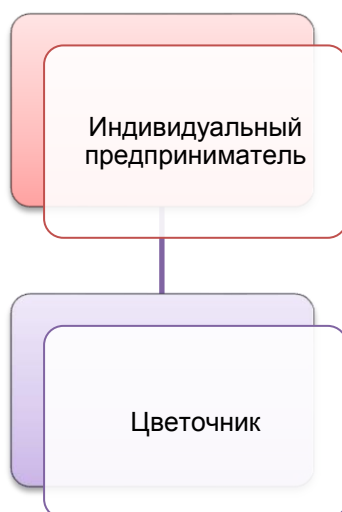 Индивидуальный
предприниматель
Цветочник